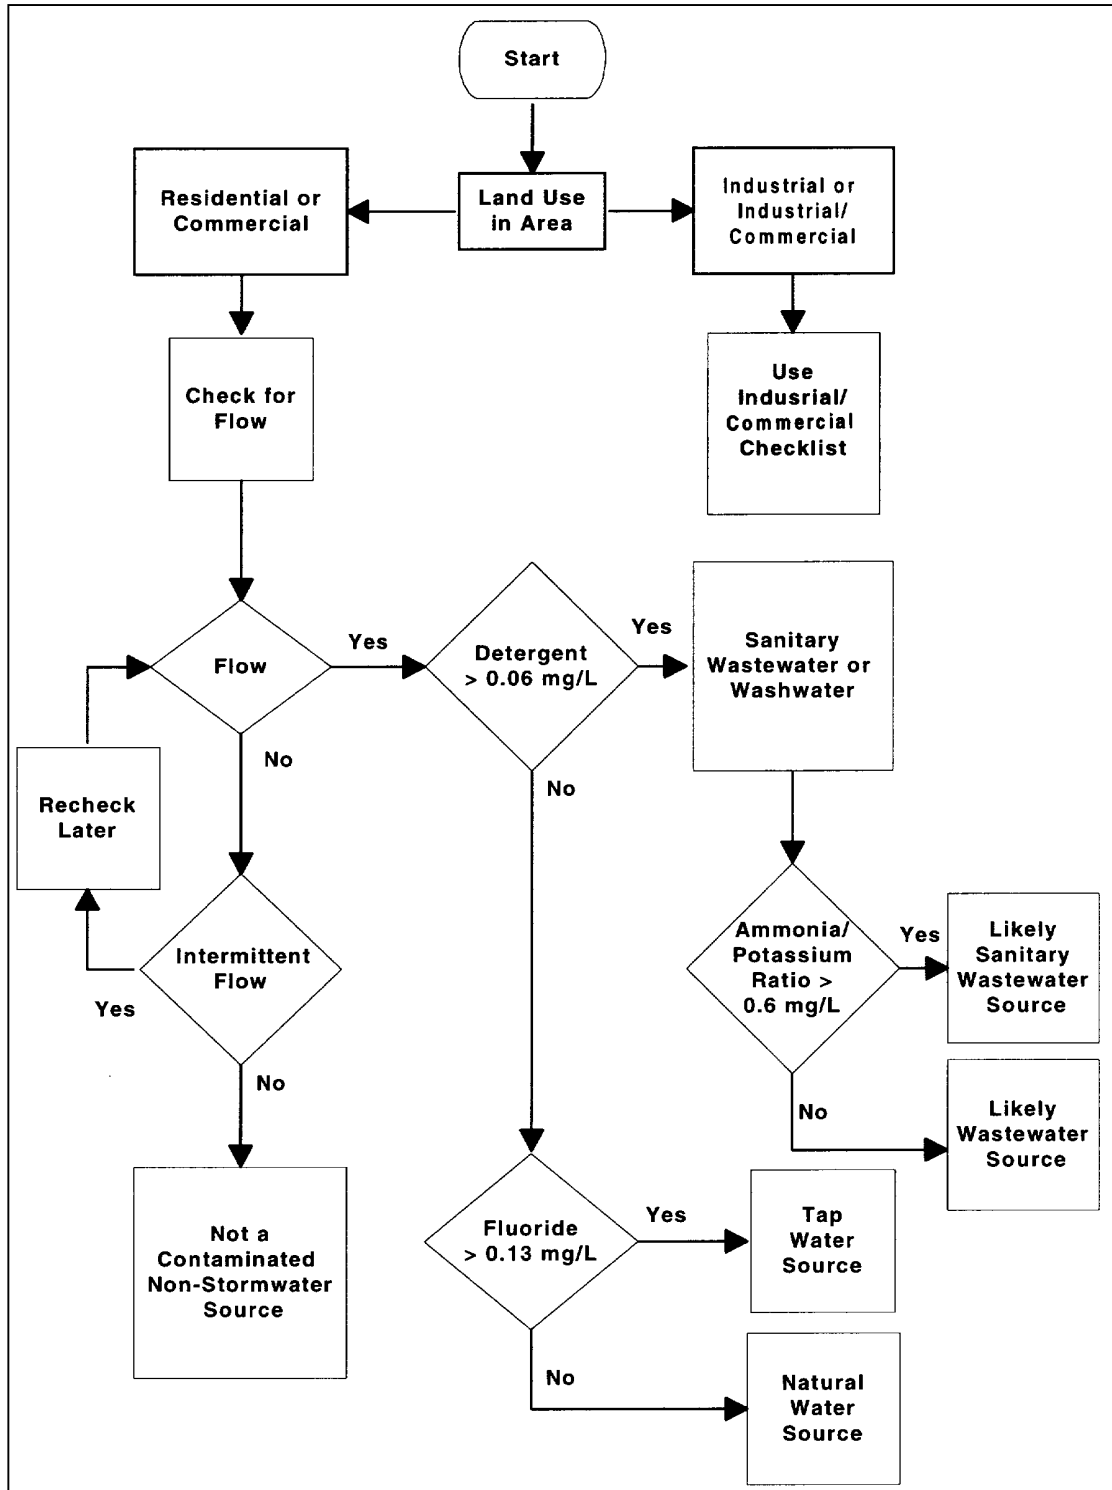 Start
Residential or
Commercial
Land Use
in Area
Industrial or
Industrial/
Commercial
Check for
Flow
Use
Indusrial/
Commercial
Checklist
Flow
Yes
Detergent
> 0.06 mg/L
Yes
Sanitary
Wastewater or
Washwater
No
No
Recheck
Later
Intermittent
Flow
Yes
Ammonia/
Potassium
Ratio >
0.6 mg/L
Yes
Likely
Sanitary
Wastewater
Source
No
No
Likely
Wastewater
Source
Not a
Contaminated
Non-Stormwater
Source
Fluoride
> 0.13 mg/L
Yes
Tap
Water
Source
No
Natural
Water
Source